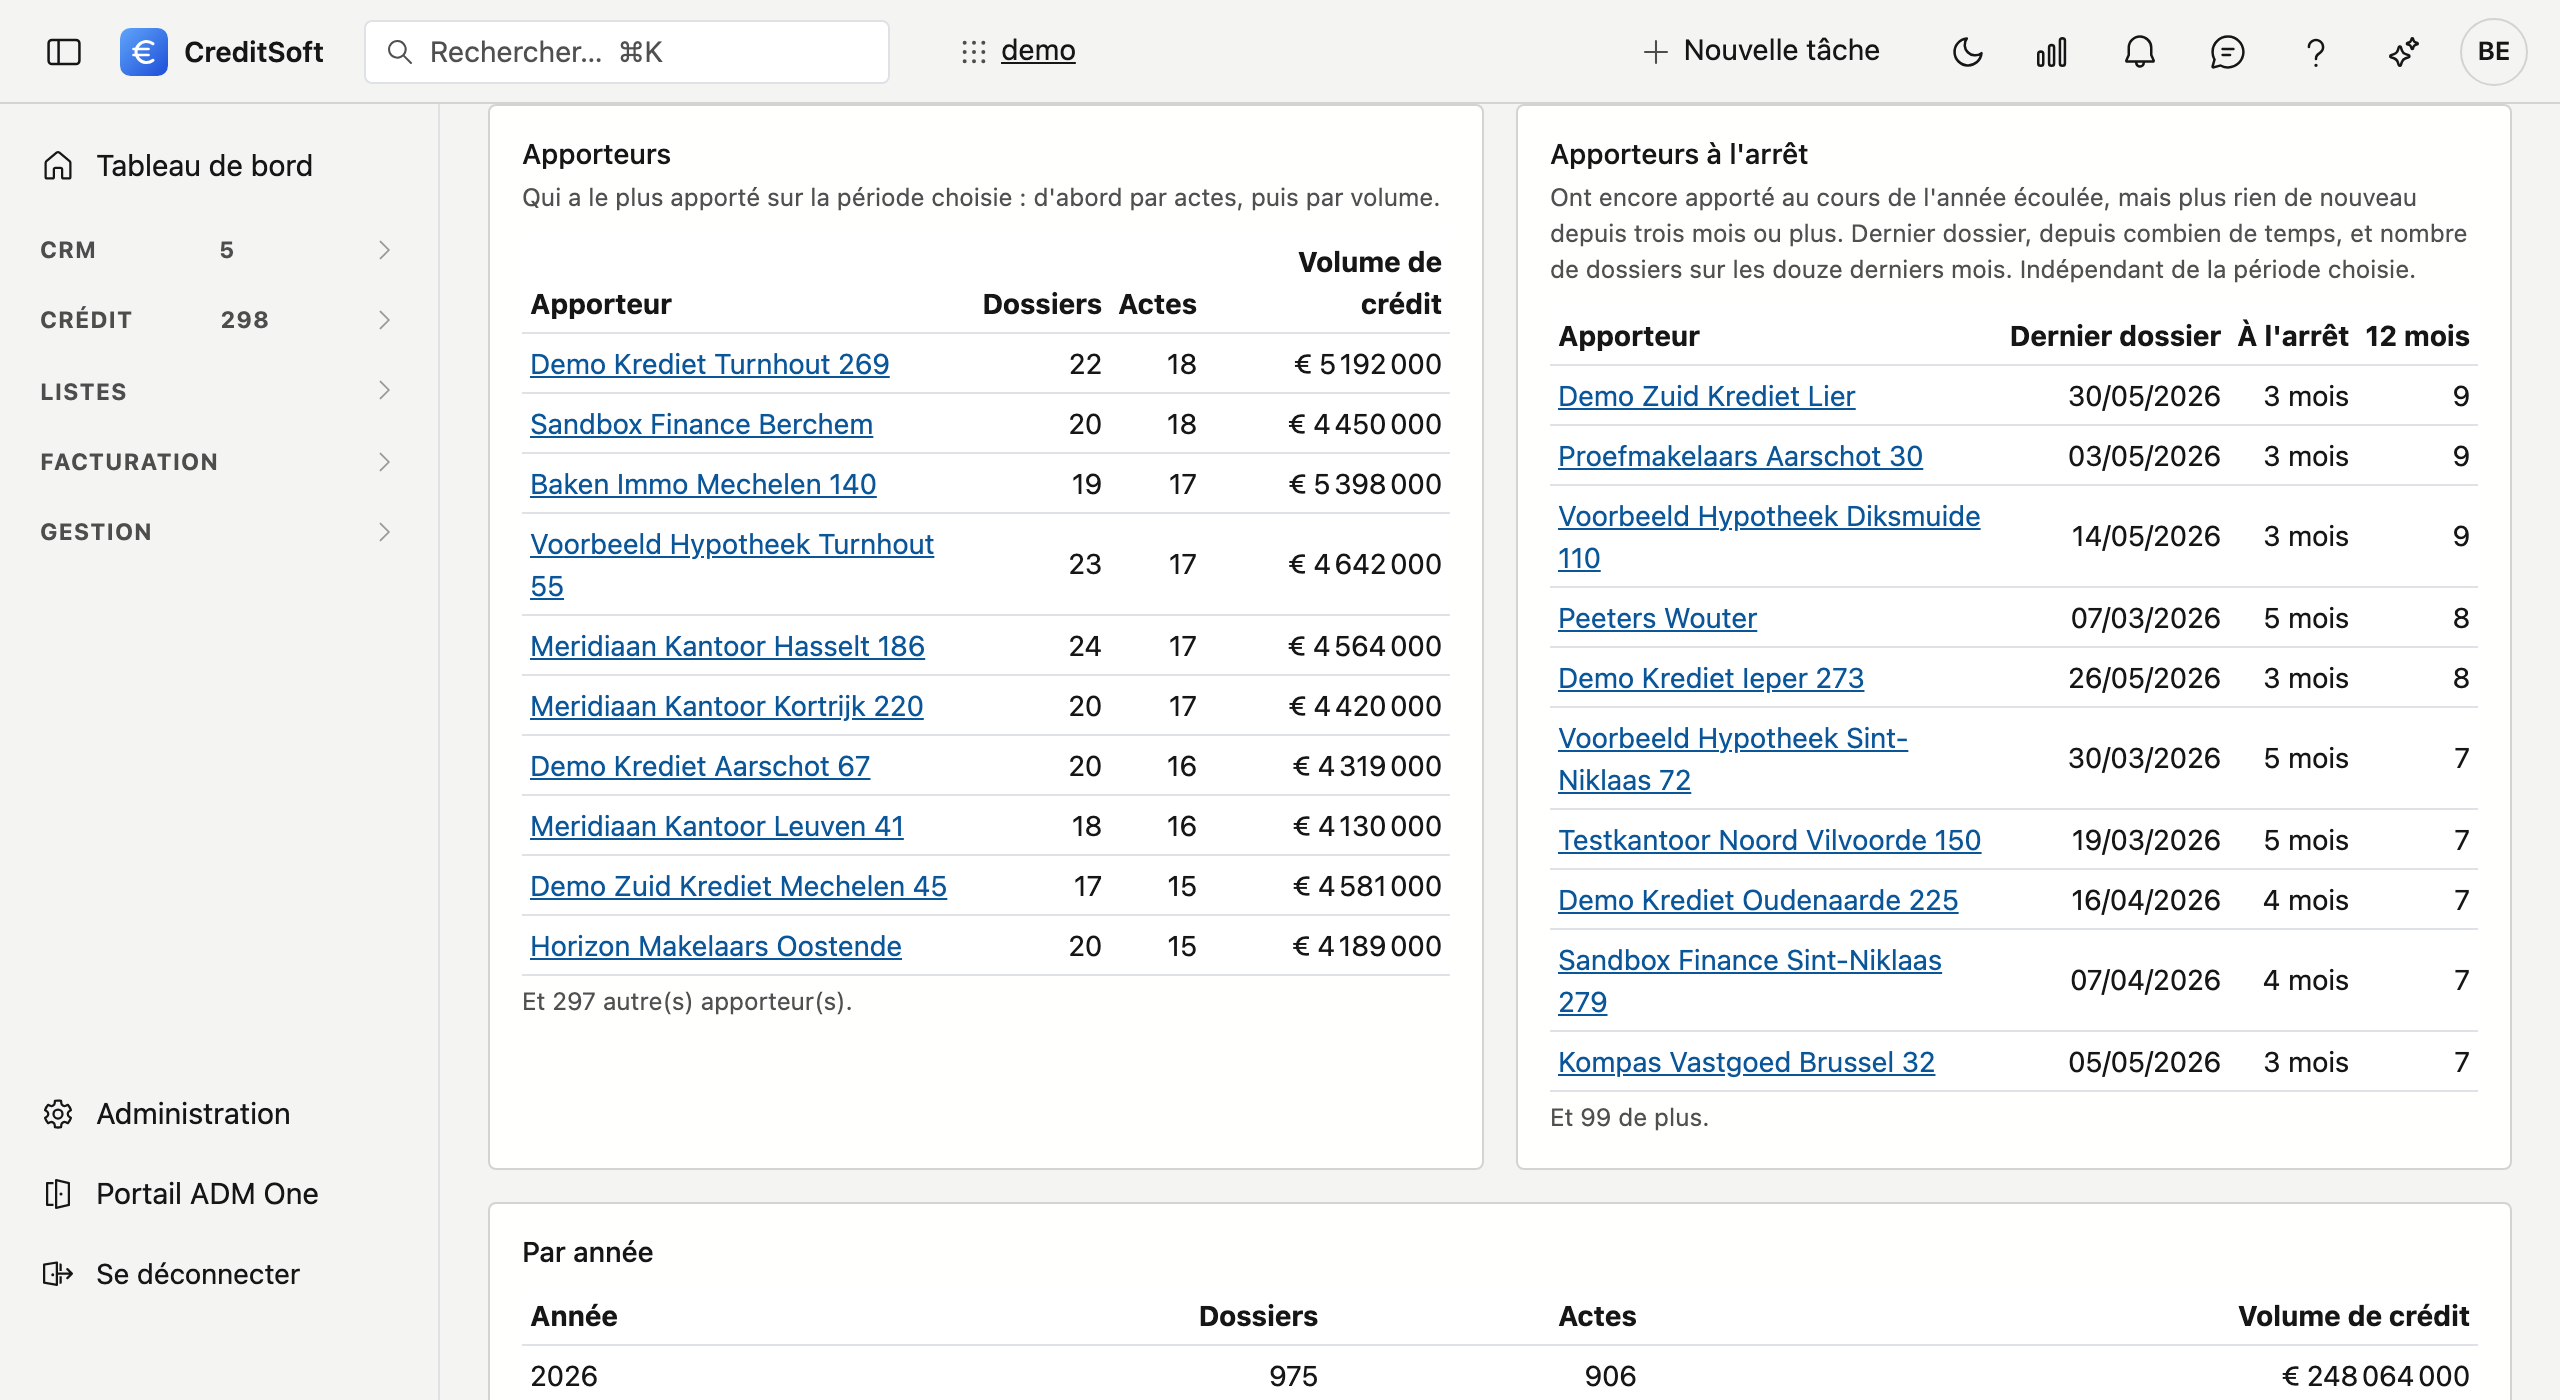 CreditSoft
Rechercher... ⌘K
demo
Nouvelle tâche
BE
Tableau de bord
CRM 5
CRÉDIT 298
LISTES
FACTURATION
GESTION
Administration
Portail ADM One
Se déconnecter
Apporteurs
Qui a le plus apporté sur la période choisie : d'abord par actes, puis par volume.
Apporteur Dossiers Actes Volume de crédit
Demo Krediet Turnhout 269 22 18 € 5 192 000
Sandbox Finance Berchem 20 18 € 4 450 000
Baken Immo Mechelen 140 19 17 € 5 398 000
Voorbeeld Hypotheek Turnhout 55 23 17 € 4 642 000
Meridiaan Kantoor Hasselt 186 24 17 € 4 564 000
Meridiaan Kantoor Kortrijk 220 20 17 € 4 420 000
Demo Krediet Aarschot 67 20 16 € 4 319 000
Meridiaan Kantoor Leuven 41 18 16 € 4 130 000
Demo Zuid Krediet Mechelen 45 17 15 € 4 581 000
Horizon Makelaars Oostende 20 15 € 4 189 000
Et 297 autre(s) apporteur(s).
Apporteurs à l'arrêt
Ont encore apporté au cours de l'année écoulée, mais plus rien de nouveau
depuis trois mois ou plus. Dernier dossier, depuis combien de temps, et nombre
de dossiers sur les douze derniers mois. Indépendant de la période choisie.
Apporteur Dernier dossier À l'arrêt 12 mois
Demo Zuid Krediet Lier 30/05/2026 3 mois 9
Proefmakelaars Aarschot 30 03/05/2026 3 mois 9
Voorbeeld Hypotheek Diksmuide 110 14/05/2026 3 mois 9
Peeters Wouter 07/03/2026 5 mois 8
Demo Krediet Ieper 273 26/05/2026 3 mois 8
Voorbeeld Hypotheek Sint-Niklaas 72 30/03/2026 5 mois 7
Testkantoor Noord Vilvoorde 150 19/03/2026 5 mois 7
Demo Krediet Oudenaarde 225 16/04/2026 4 mois 7
Sandbox Finance Sint-Niklaas 279 07/04/2026 4 mois 7
Kompas Vastgoed Brussel 32 05/05/2026 3 mois 7
Et 99 de plus.
Par année
Année Dossiers Actes Volume de crédit
2026 975 906 € 248 064 000